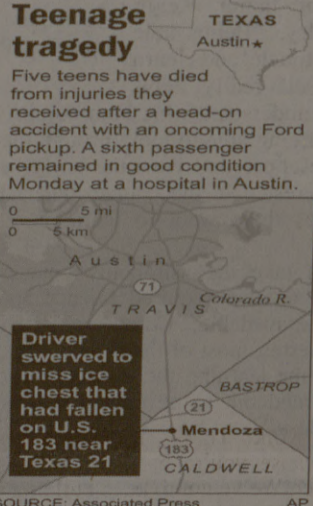 Teenage
tragedy
TEXAS
Austin
Five teens have died
from injuries they
received after a head-on
accident with an oncoming Ford
pickup. A sixth passenger
remained in good condition
Monday at a hospital in Austin.
0 5 mi
0 5 km
Austin
71
TRAVIS
Colorado R.
Driver
swerved to
miss ice
chest that
had fallen
on U.S.
183 near
Texas 21
BASTROP
21
Mendoza
183
CALDWELL
SOURCE: Associated Press AP